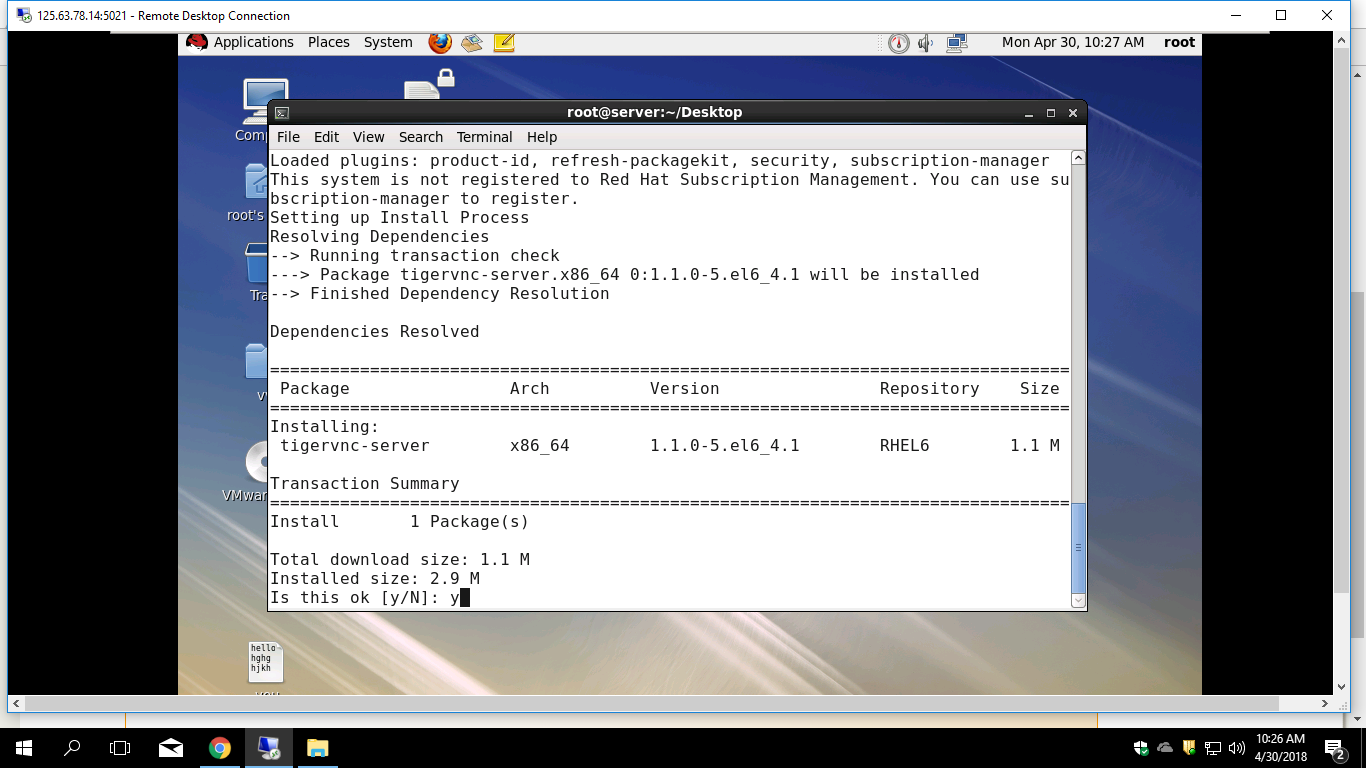 125.63.78.14:5021 - Remote Desktop Connection
Applications Places System Mon Apr 30, 10:27 AM root
root@server:~/Desktop
File Edit View Search Terminal Help
Loaded plugins: product-id, refresh-packagekit, security, subscription-manager
This system is not registered to Red Hat Subscription Management. You can use su
bscription-manager to register.
Setting up Install Process
Resolving Dependencies
--> Running transaction check
---> Package tigervnc-server.x86_64 0:1.1.0-5.el6_4.1 will be installed
--> Finished Dependency Resolution
Dependencies Resolved
================================================================================
Package Arch Version Repository Size
================================================================================
Installing:
tigervnc-server x86_64 1.1.0-5.el6_4.1 RHEL6 1.1 M
Transaction Summary
================================================================================
Install 1 Package(s)
Total download size: 1.1 M
Installed size: 2.9 M
Is this ok [y/N]: y
root's
hello
hghg
hjkh
10:26 AM
4/30/2018
2